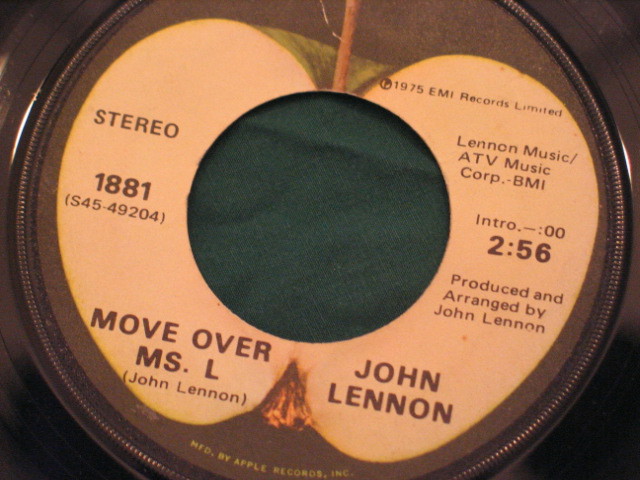 STEREO
1881
(S45-49204)
MOVE OVER
MS. L
(John Lennon)
℗1975 EMI Records Limited
Lennon Music/
ATV Music
Corp.-BMI
Intro.—:00
2:56
Produced and
Arranged by
John Lennon
JOHN
LENNON
MFD. BY APPLE RECORDS, INC.